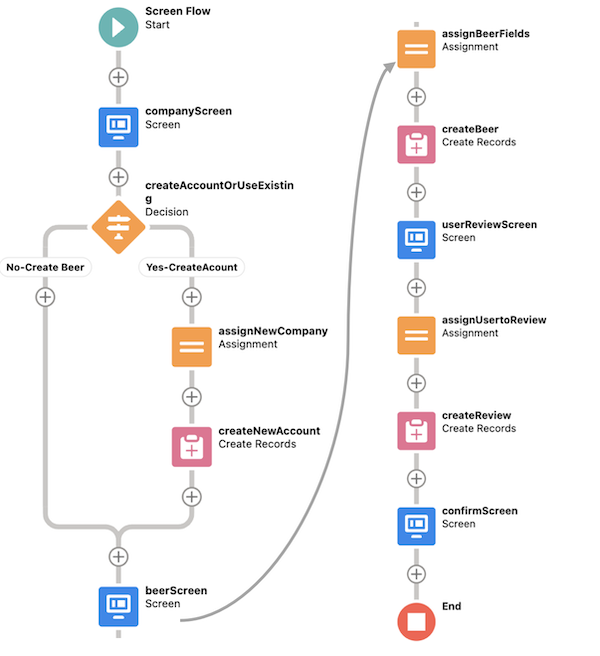 Screen Flow
Start
companyScreen
Screen
createAccountOrUseExistin
g
Decision
No-Create Beer
Yes-CreateAcount
assignNewCompany
Assignment
createNewAccount
Create Records
beerScreen
Screen
assignBeerFields
Assignment
createBeer
Create Records
userReviewScreen
Screen
assignUsertoReview
Assignment
createReview
Create Records
confirmScreen
Screen
End